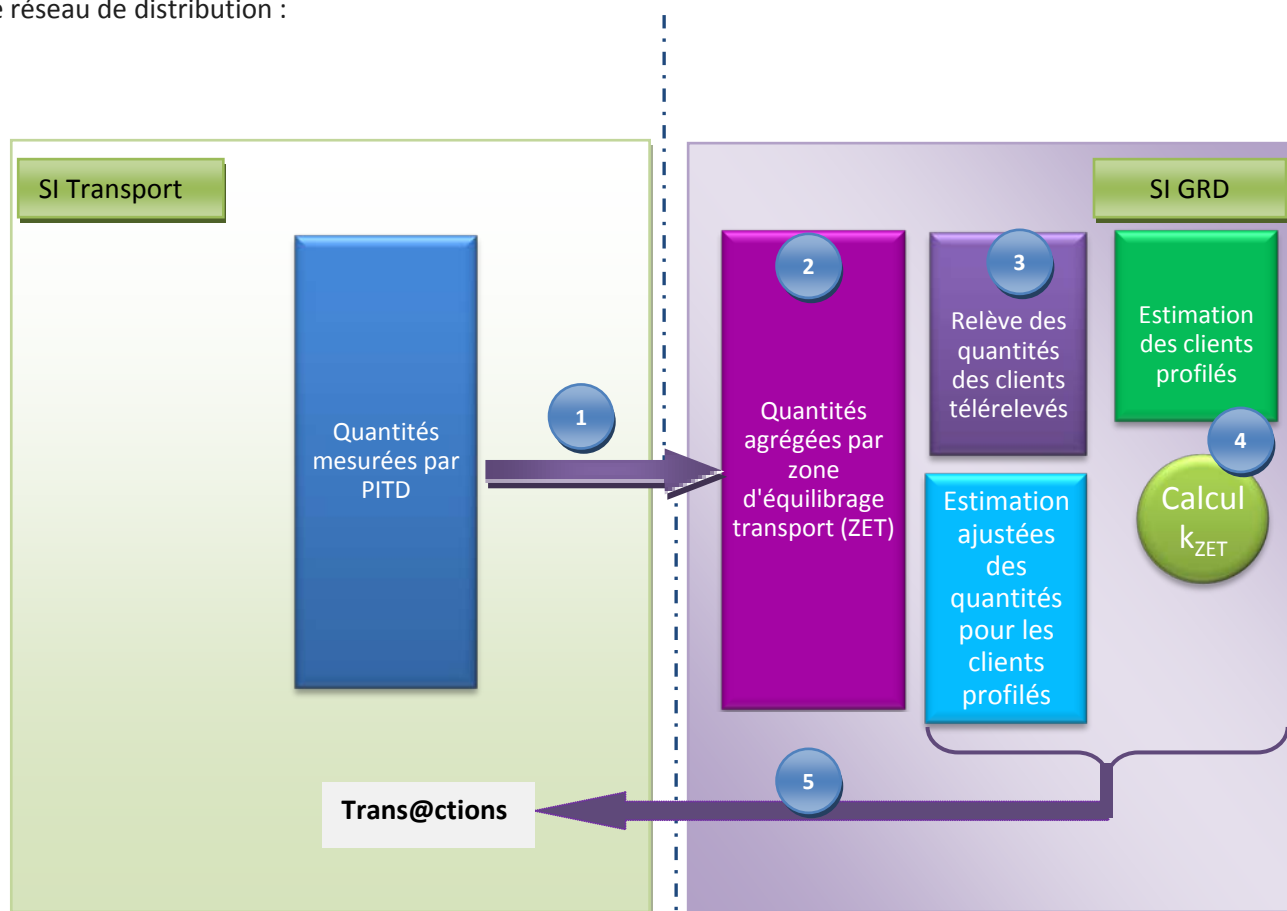 réseau de distribution :
SI Transport
SI GRD
Quantités
mesurées par
PITD
1
2
Quantités
agrégées par
zone
d'équilibrage
transport (ZET)
3
Relève des
quantités
des clients
télérelevés
Estimation
des clients
profilés
4
Calcul
kZET
Estimation
ajustées
des
quantités
pour les
clients
profilés
5
Trans@ctions